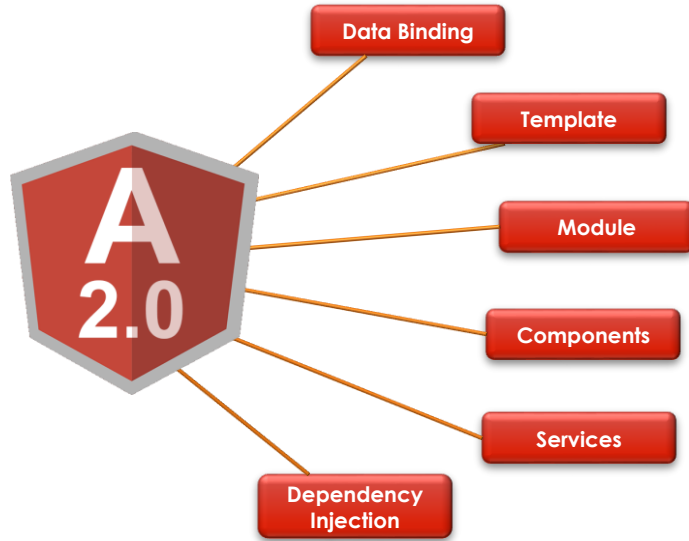 Data Binding
Template
A
2.0
Module
Components
Services
Dependency
Injection